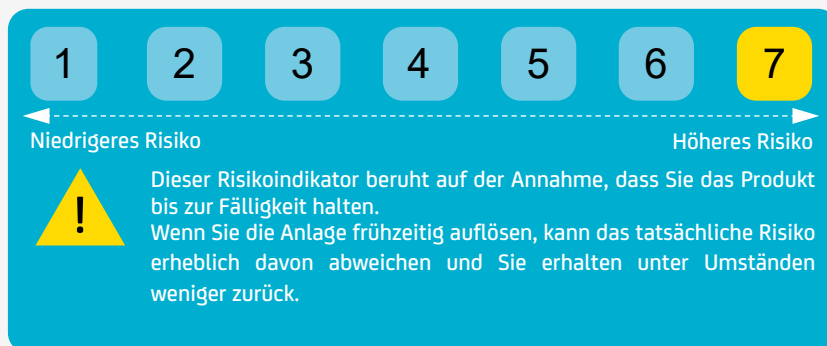 1 2 3 4 5 6 7
Niedrigeres Risiko Höheres Risiko
!
Dieser Risikoindikator beruht auf der Annahme, dass Sie das Produkt
bis zur Fälligkeit halten.
Wenn Sie die Anlage frühzeitig auflösen, kann das tatsächliche Risiko
erheblich davon abweichen und Sie erhalten unter Umständen
weniger zurück.